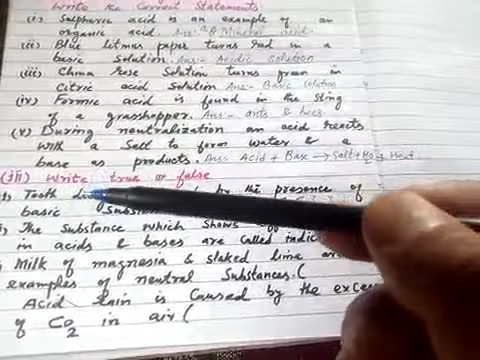 Write the Correct Statements.
(i) Sulphuric acid is an example of an
organic acid. Ans:- Mineral acid.
(ii) Blue litmus paper turns red in a
basic solution. Ans:- Acidic solution
(iii) China rose Solution turns green in
citric acid solution Ans:- Basic solution
(iv) Formic acid is found in the sting
of a grasshopper. Ans:- ants & bees.
(v) During neutralization an acid reacts
with a Salt to form water & a
base as products. Ans: Acid + Base → Salt + H2O + Heat
(iii) Write true or false
Tooth by the presence of
basic
The Substance which shows
in acids & bases are called
Milk of magnesia & slaked lime
examples of neutral Substances. (
Acid Rain is Caused by the
of CO2 in air (